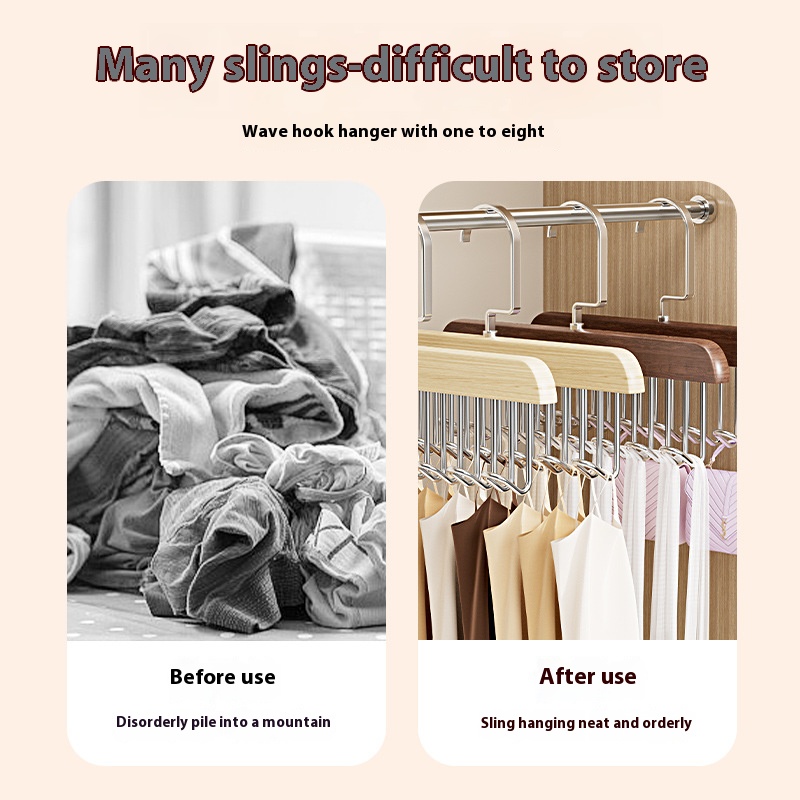 Many slings-difficult to store
Wave hook hanger with one to eight
Before use
Disorderly pile into a mountain
After use
Sling hanging neat and orderly